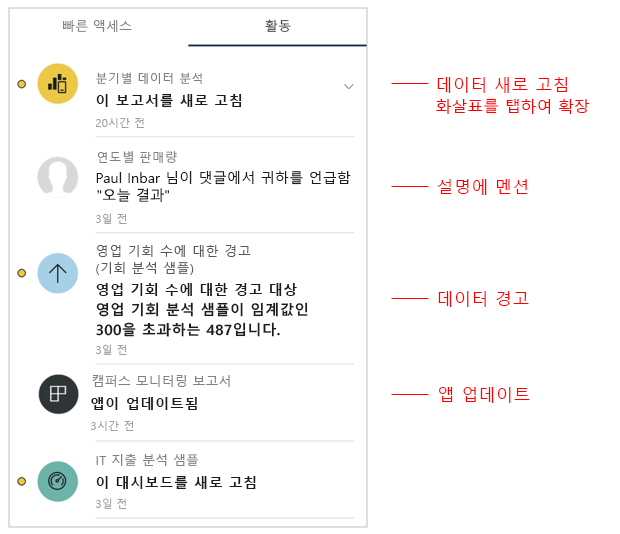 빠른 액세스
활동
분기별 데이터 분석
이 보고서를 새로 고침
20시간 전
데이터 새로 고침
화살표를 탭하여 확장
연도별 판매량
Paul Inbar 님이 댓글에서 귀하를 언급함
"오늘 결과"
3일 전
설명에 멘션
영업 기회 수에 대한 경고
(기회 분석 샘플)
영업 기회 수에 대한 경고 대상
영업 기회 분석 샘플이 임계값인
300을 초과하는 487입니다.
3일 전
데이터 경고
캠퍼스 모니터링 보고서
앱이 업데이트됨
3시간 전
앱 업데이트
IT 지출 분석 샘플
이 대시보드를 새로 고침
3일 전